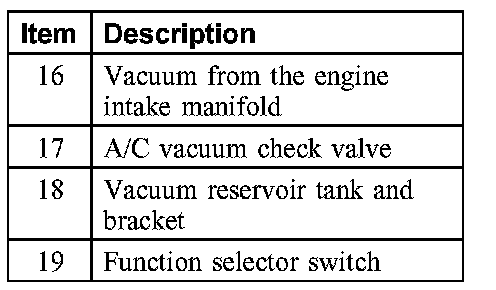 Item Description
16 Vacuum from the engine
intake manifold
17 A/C vacuum check valve
18 Vacuum reservoir tank and
bracket
19 Function selector switch